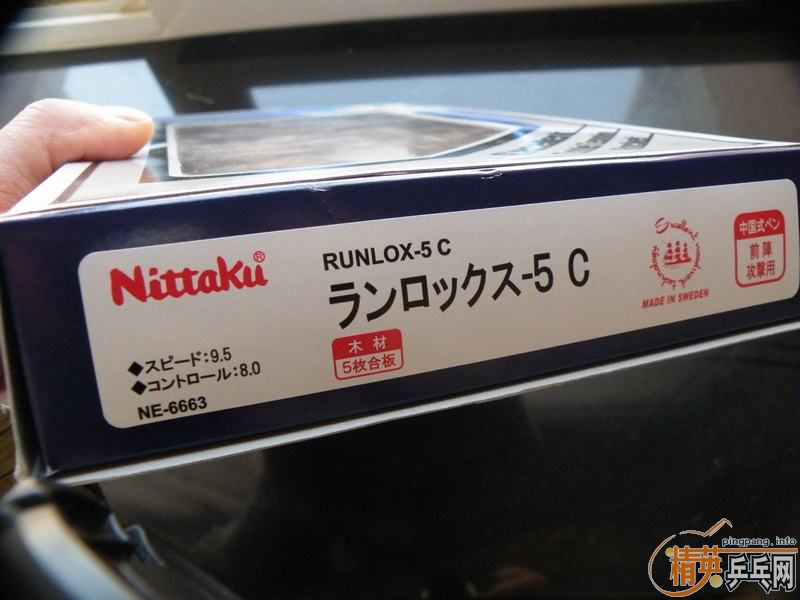 Nittaku®
RUNLOX-5 C
ランロックス-5 C
木材
5枚合板
◆スピード:9.5
◆コントロール:8.0
NE-6663
Excellent
MADE IN SWEDEN
中国式ペン
前陣
攻撃用
pingpang.info
精英乒乓网